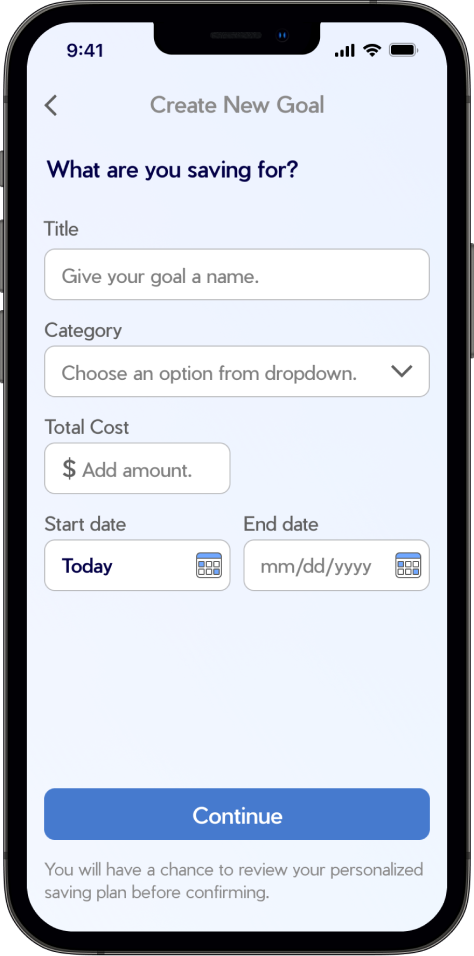 9:41
Create New Goal
What are you saving for?
Title
Give your goal a name.
Category
Choose an option from dropdown.
Total Cost
$ Add amount.
Start date End date
Today mm/dd/yyyy
Continue
You will have a chance to review your personalized
saving plan before confirming.